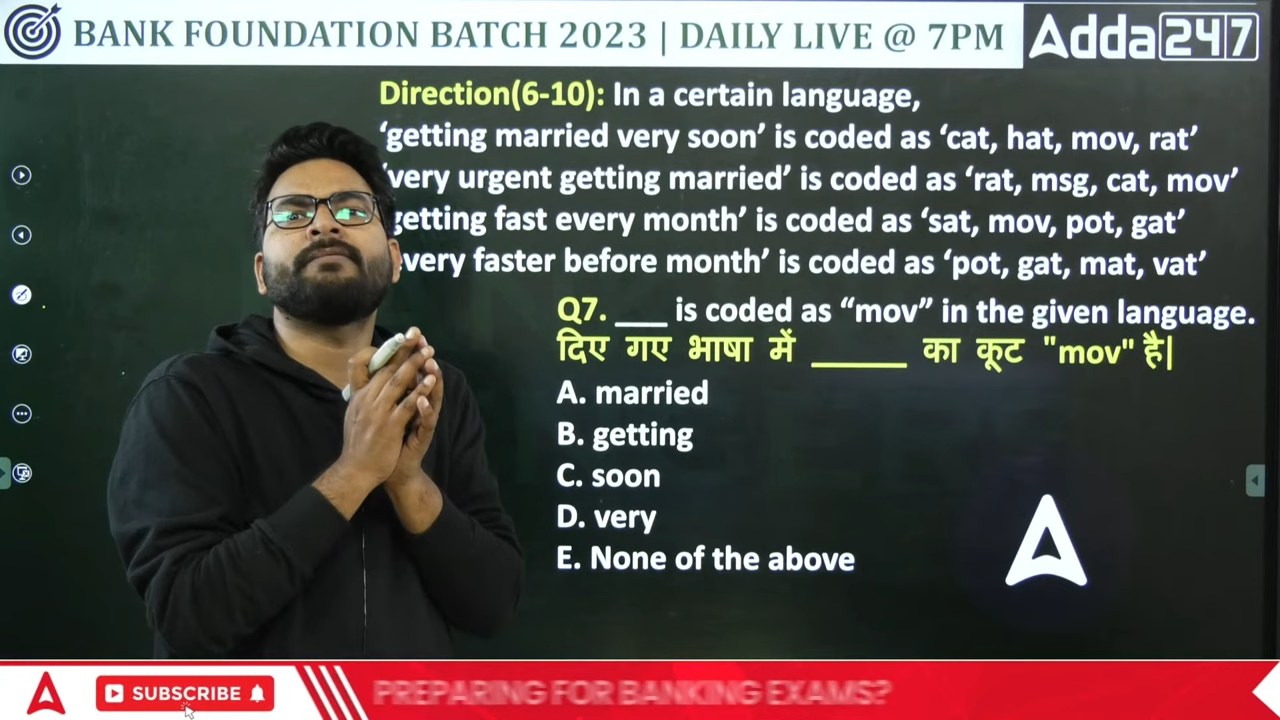 BANK FOUNDATION BATCH 2023 | DAILY LIVE @ 7PM
Adda 247
Direction(6-10): In a certain language,
‘getting married very soon’ is coded as ‘cat, hat, mov, rat’
‘very urgent getting married’ is coded as ‘rat, msg, cat, mov’
getting fast every month’ is coded as ‘sat, mov, pot, gat’
very faster before month’ is coded as ‘pot, gat, mat, vat’
Q7. ___ is coded as “mov” in the given language.
दिए गए भाषा में ______ का कूट "mov" है|
A. married
B. getting
C. soon
D. very
E. None of the above
SUBSCRIBE
PREPARING FOR BANKING EXAMS?